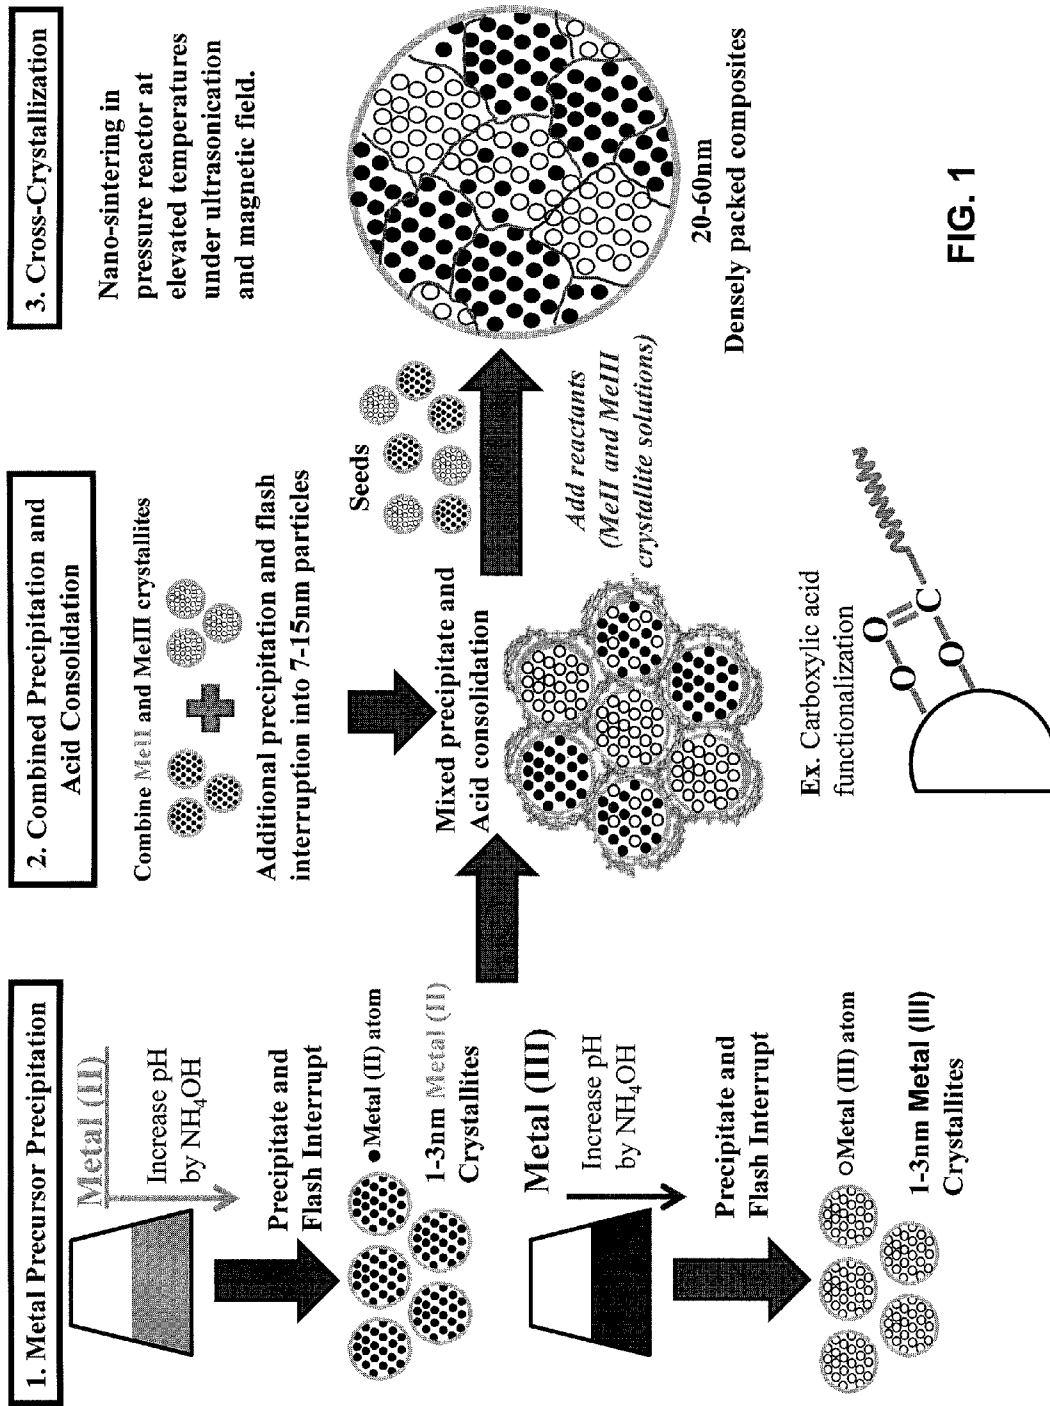 1. Metal Precursor Precipitation
Metal (II)
Increase pH
by NH4OH
Precipitate and
Flash Interrupt
Metal (II) atom
1-3nm Metal (II)
Crystallites
Metal (III)
Increase pH
by NH4OH
Precipitate and
Flash Interrupt
Metal (III) atom
1-3nm Metal (III)
Crystallites
2. Combined Precipitation and
Acid Consolidation
Combine MeII and MeIII crystallites
Additional precipitation and flash
interruption into 7-15nm particles
Mixed precipitate and
Acid consolidation
Ex. Carboxylic acid
functionalization
O
O
O
C
Seeds
Add reactants
(MeII and MeIII
crystallite solutions)
3. Cross-Crystallization
Nano-sintering in
pressure reactor at
elevated temperatures
under ultrasonication
and magnetic field.
20-60nm
Densely packed composites
FIG. 1